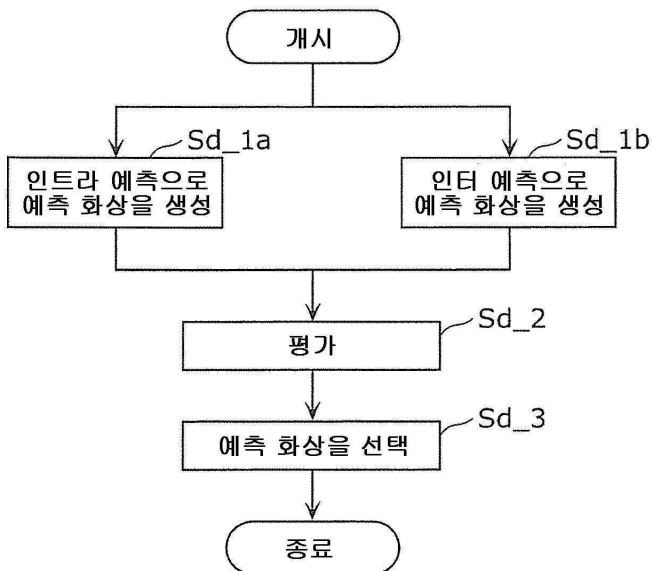 개시
Sd_1a
Sd_1b
인트라 예측으로
예측 화상을 생성
인터 예측으로
예측 화상을 생성
Sd_2
평가
Sd_3
예측 화상을 선택
종료